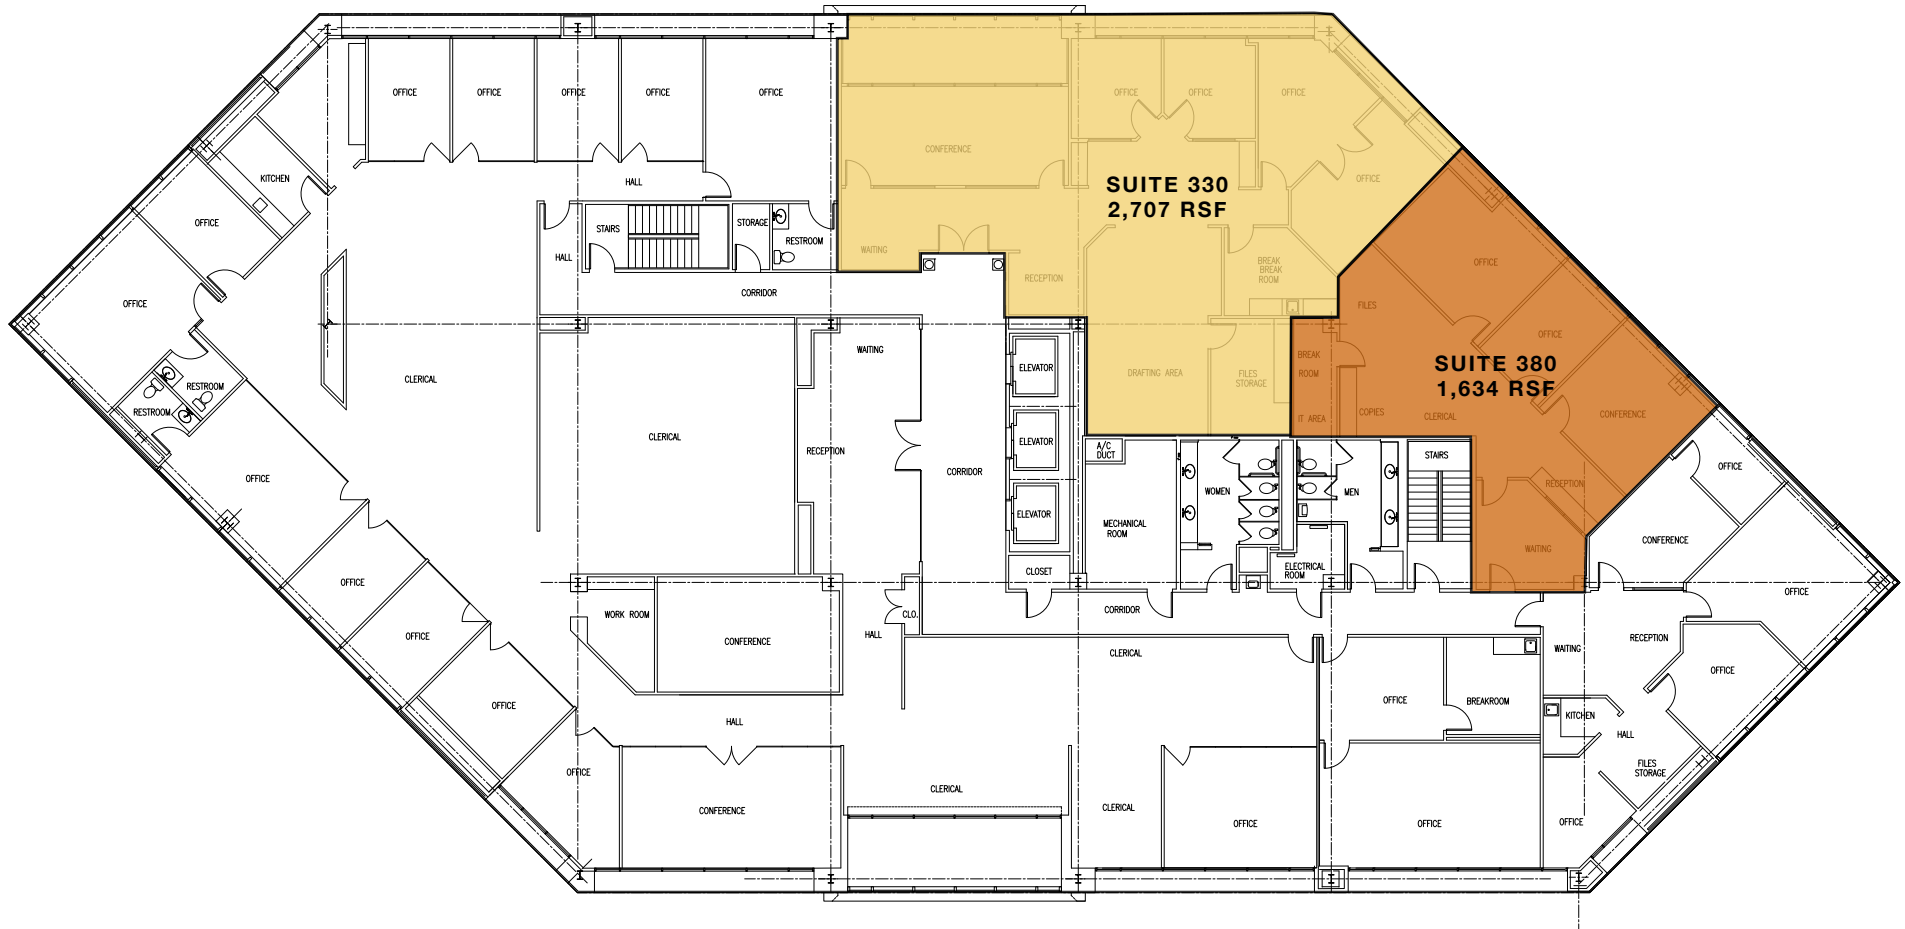 OFFICE
OFFICE
OFFICE
OFFICE
OFFICE
OFFICE
OFFICE
OFFICE
CONFERENCE
KITCHEN
HALL
OFFICE
SUITE 330
2,707 RSF
OFFICE
STAIRS
STORAGE
RESTROOM
HALL
WAITING
RECEPTION
BREAK
BREAK
ROOM
OFFICE
CORRIDOR
OFFICE
FILES
OFFICE
WAITING
BREAK
ROOM
SUITE 380
1,634 RSF
ELEVATOR
DRAFTING AREA
FILES
STORAGE
CLERICAL
RESTROOM
RESTROOM
IT AREA
COPIES
CLERICAL
CONFERENCE
CLERICAL
ELEVATOR
A/C
DUCT
RECEPTION
CORRIDOR
STAIRS
OFFICE
OFFICE
WOMEN
MEN
RECEPTION
ELEVATOR
MECHANICAL
ROOM
CONFERENCE
WAITING
CLOSET
ELECTRICAL
ROOM
OFFICE
OFFICE
WORK ROOM
CLO.
CORRIDOR
OFFICE
CONFERENCE
HALL
CLERICAL
WAITING
RECEPTION
OFFICE
OFFICE
OFFICE
BREAKROOM
HALL
KITCHEN
HALL
OFFICE
FILES
STORAGE
CLERICAL
CONFERENCE
CLERICAL
OFFICE
OFFICE
OFFICE